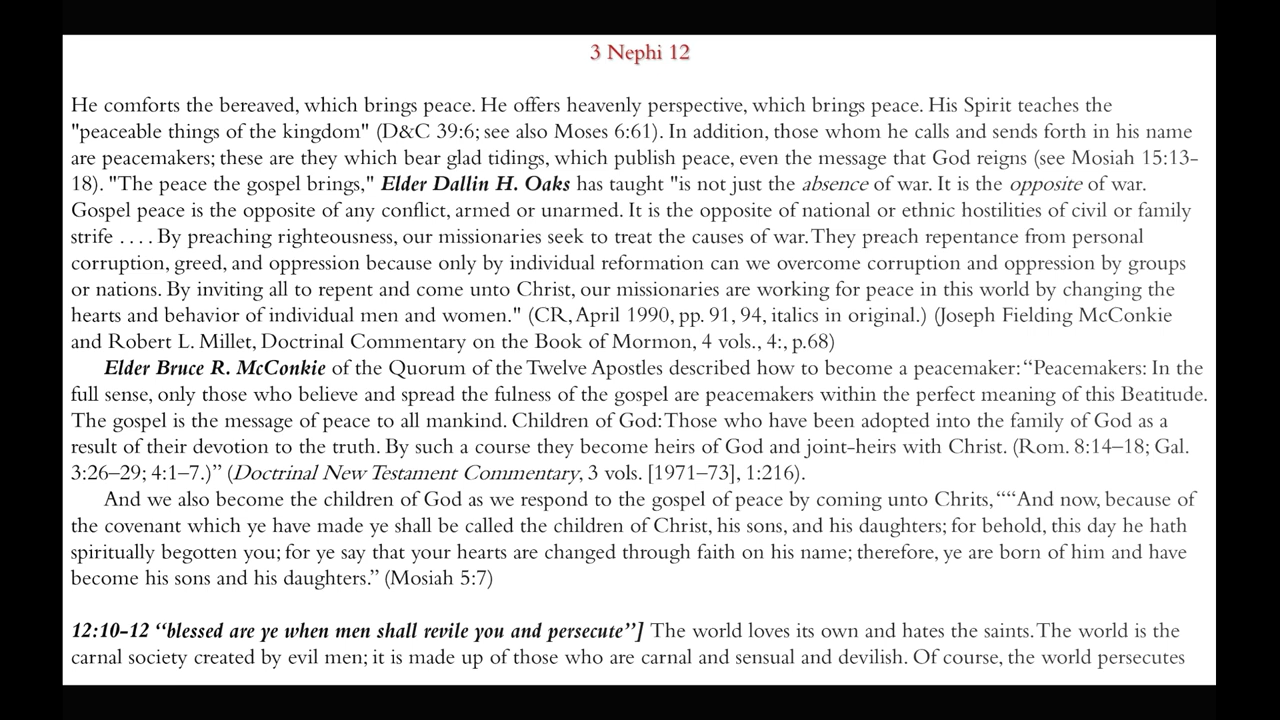 3 Nephi 12
He comforts the bereaved, which brings peace. He offers heavenly perspective, which brings peace. His Spirit teaches the
"peaceable things of the kingdom" (D&C 39:6; see also Moses 6:61). In addition, those whom he calls and sends forth in his name
are peacemakers; these are they which bear glad tidings, which publish peace, even the message that God reigns (see Mosiah 15:13-
18). "The peace the gospel brings," Elder Dallin H. Oaks has taught "is not just the absence of war. It is the opposite of war.
Gospel peace is the opposite of any conflict, armed or unarmed. It is the opposite of national or ethnic hostilities of civil or family
strife . . . . By preaching righteousness, our missionaries seek to treat the causes of war. They preach repentance from personal
corruption, greed, and oppression because only by individual reformation can we overcome corruption and oppression by groups
or nations. By inviting all to repent and come unto Christ, our missionaries are working for peace in this world by changing the
hearts and behavior of individual men and women." (CR, April 1990, pp. 91, 94, italics in original.) (Joseph Fielding McConkie
and Robert L. Millet, Doctrinal Commentary on the Book of Mormon, 4 vols., 4:, p.68)
Elder Bruce R. McConkie of the Quorum of the Twelve Apostles described how to become a peacemaker: “Peacemakers: In the
full sense, only those who believe and spread the fulness of the gospel are peacemakers within the perfect meaning of this Beatitude.
The gospel is the message of peace to all mankind. Children of God: Those who have been adopted into the family of God as a
result of their devotion to the truth. By such a course they become heirs of God and joint-heirs with Christ. (Rom. 8:14–18; Gal.
3:26–29; 4:1–7.)” (Doctrinal New Testament Commentary, 3 vols. [1971–73], 1:216).
And we also become the children of God as we respond to the gospel of peace by coming unto Chrits, ““And now, because of
the covenant which ye have made ye shall be called the children of Christ, his sons, and his daughters; for behold, this day he hath
spiritually begotten you; for ye say that your hearts are changed through faith on his name; therefore, ye are born of him and have
become his sons and his daughters.” (Mosiah 5:7)
12:10-12 “blessed are ye when men shall revile you and persecute”] The world loves its own and hates the saints. The world is the
carnal society created by evil men; it is made up of those who are carnal and sensual and devilish. Of course, the world persecutes